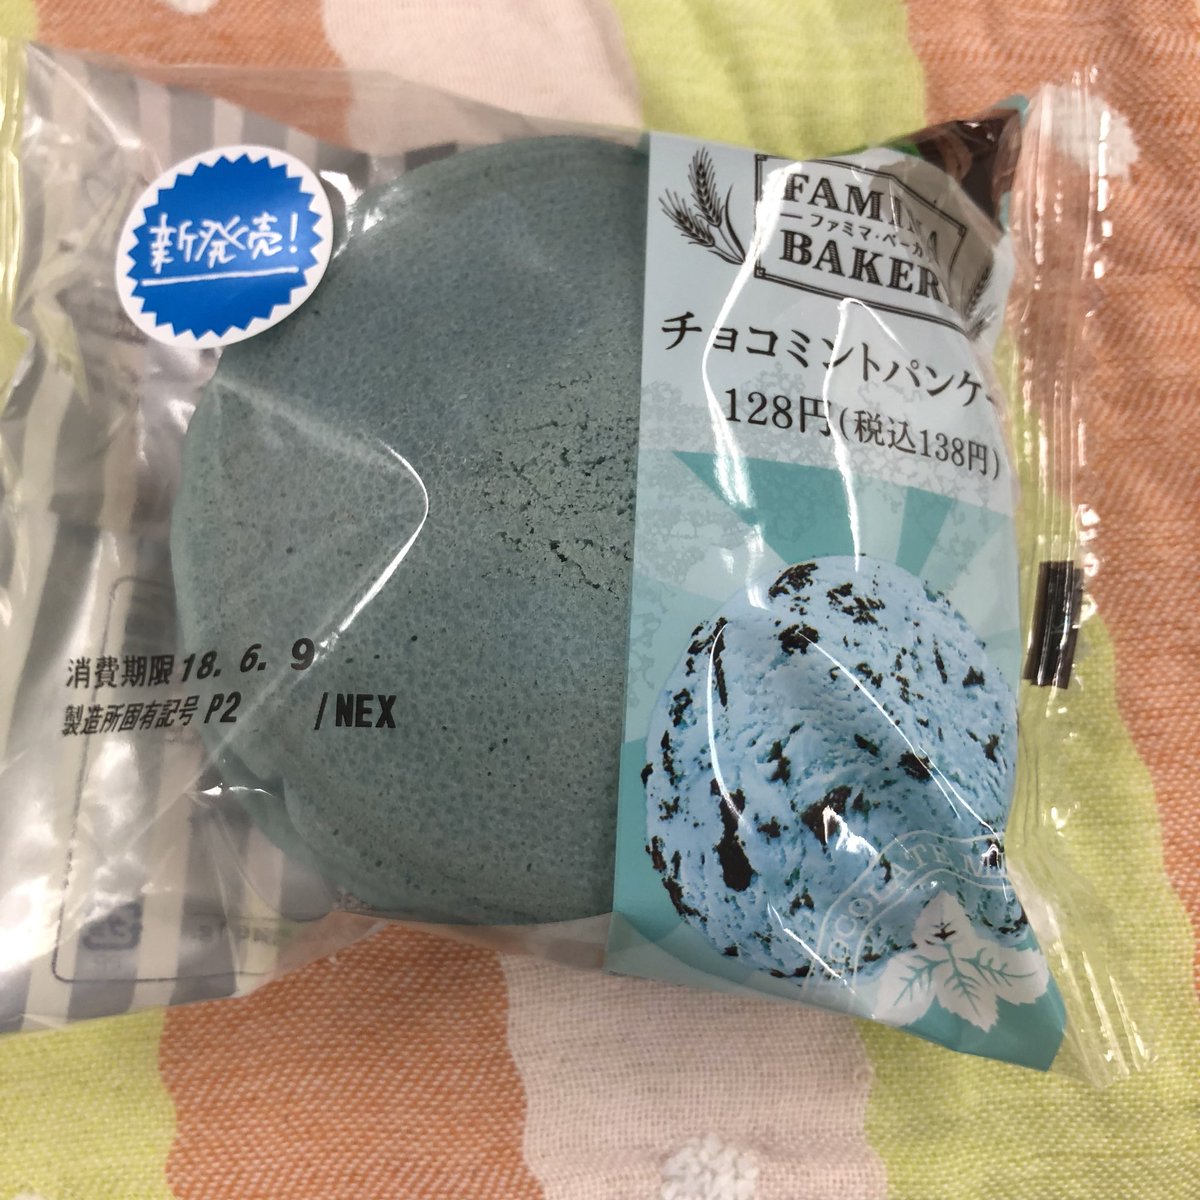 新発売!
FAMIMA
ファミマ・ベーカ
BAKER
チョコミントパンケー
128円(税込138円)
消費期限 18. 6. 9
製造所固有記号 P2 /NEX